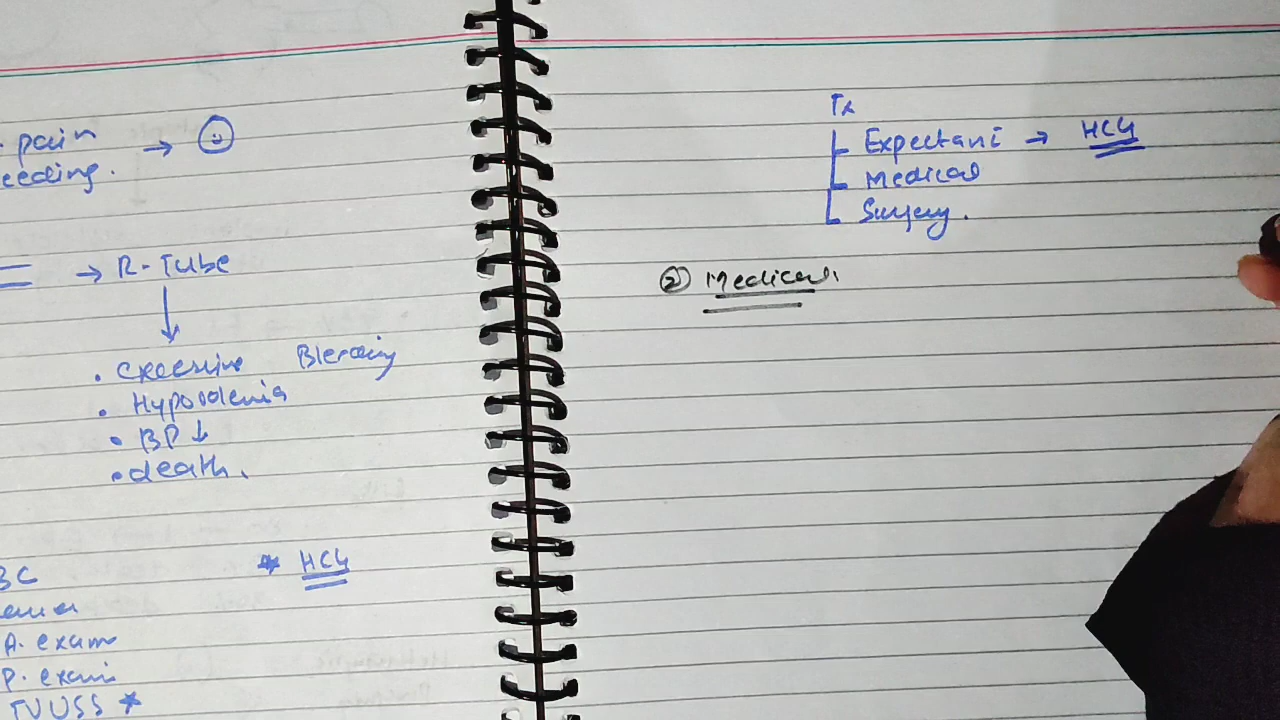 . pain → ☺
eeding.
→ R-Tube
↓
. excessive Bleeding
. Hypovolemia
. BP↓
. death.
* HCG
A. exam
P. exam
TVUSS *
Tx
Expectant → HCG
Medical
Surgery.
② Medical.